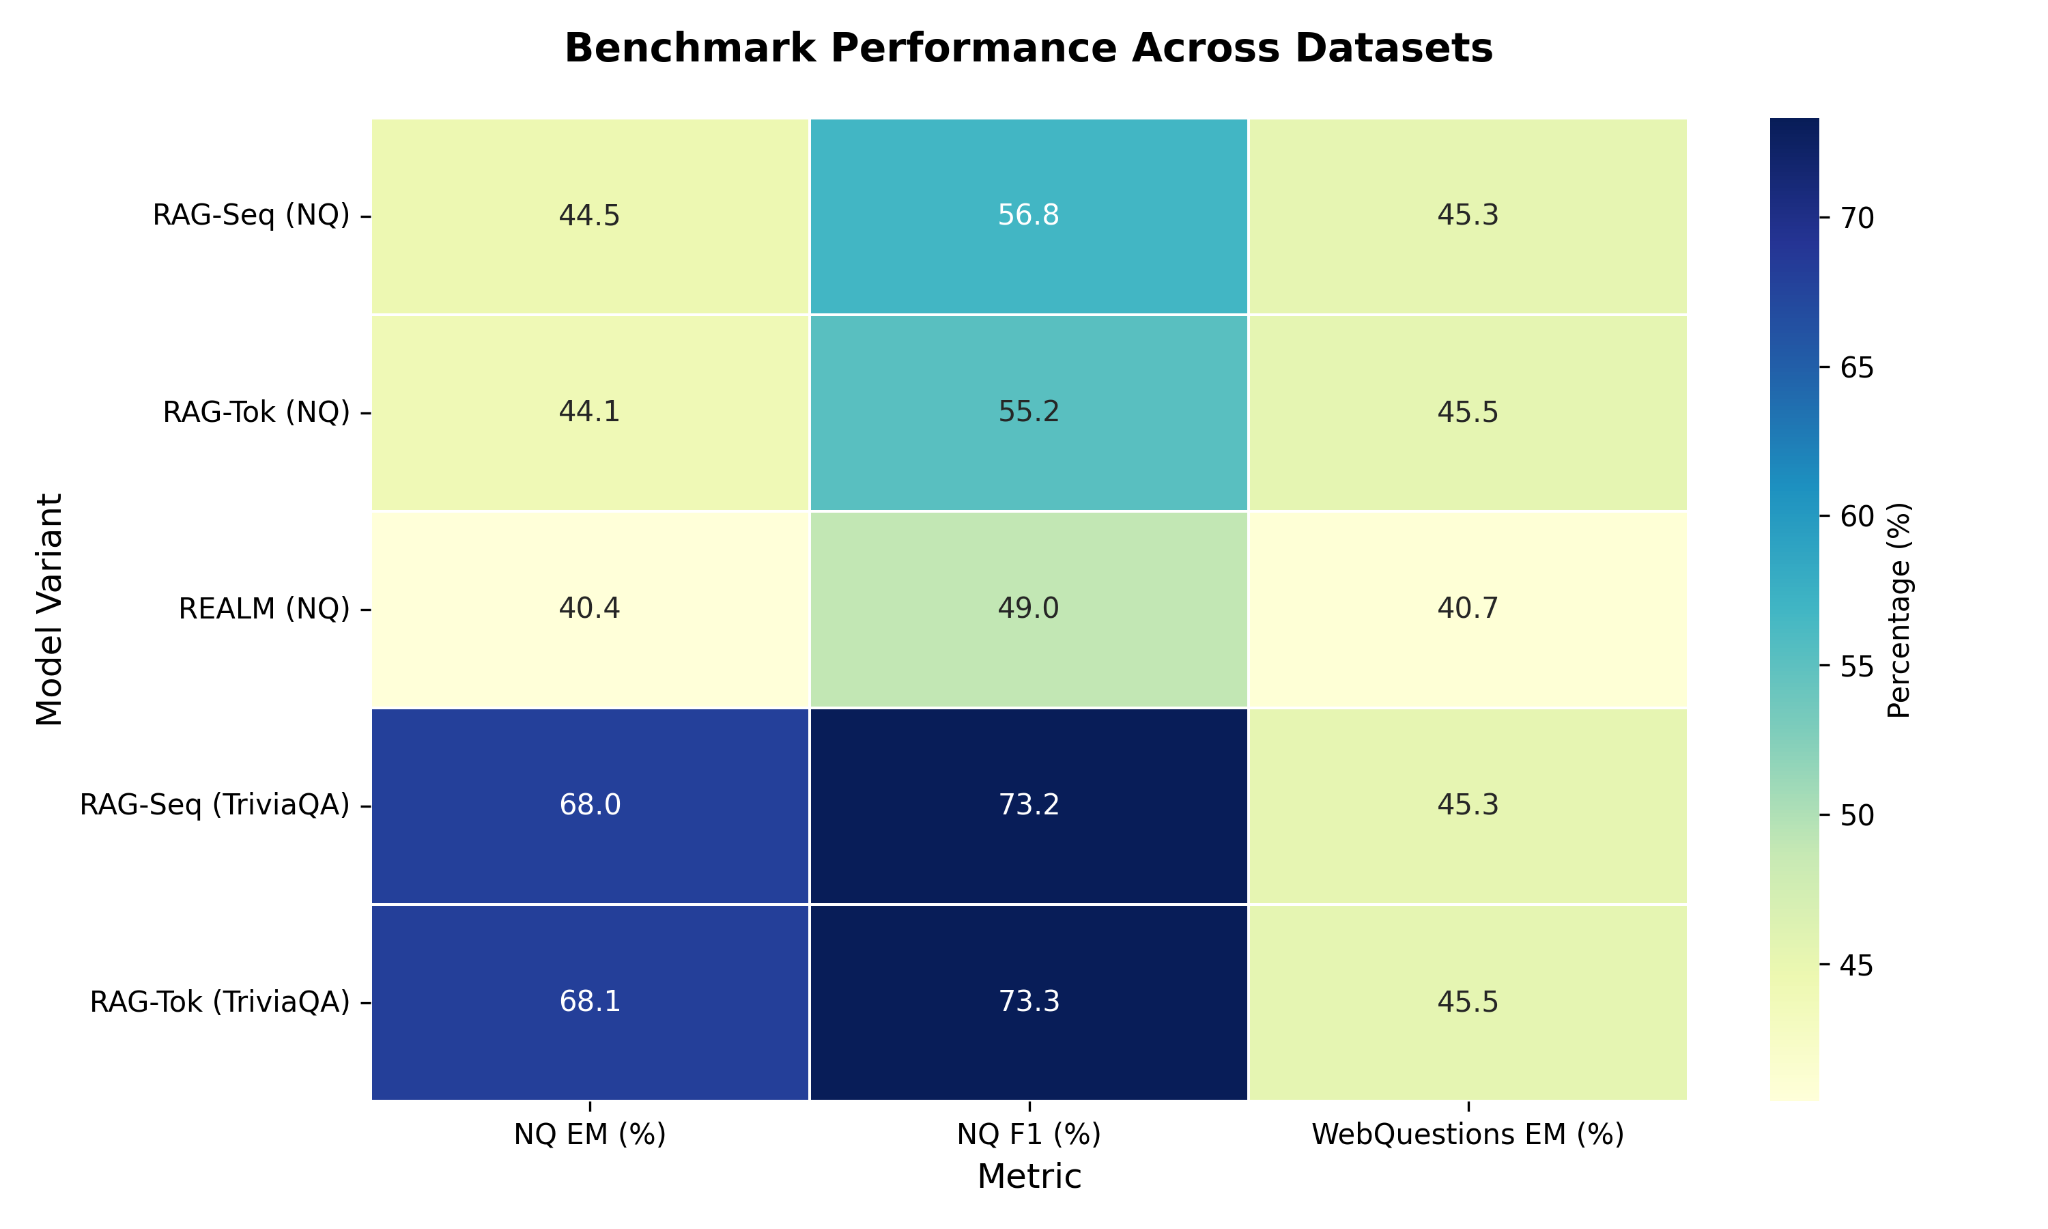 Benchmark Performance Across Datasets
Model Variant
RAG-Seq (NQ) 44.5 56.8 45.3
RAG-Tok (NQ) 44.1 55.2 45.5
REALM (NQ) 40.4 49.0 40.7
RAG-Seq (TriviaQA) 68.0 73.2 45.3
RAG-Tok (TriviaQA) 68.1 73.3 45.5
NQ EM (%) NQ F1 (%) WebQuestions EM (%)
Metric
70
65
60
55
50
45
Percentage (%)